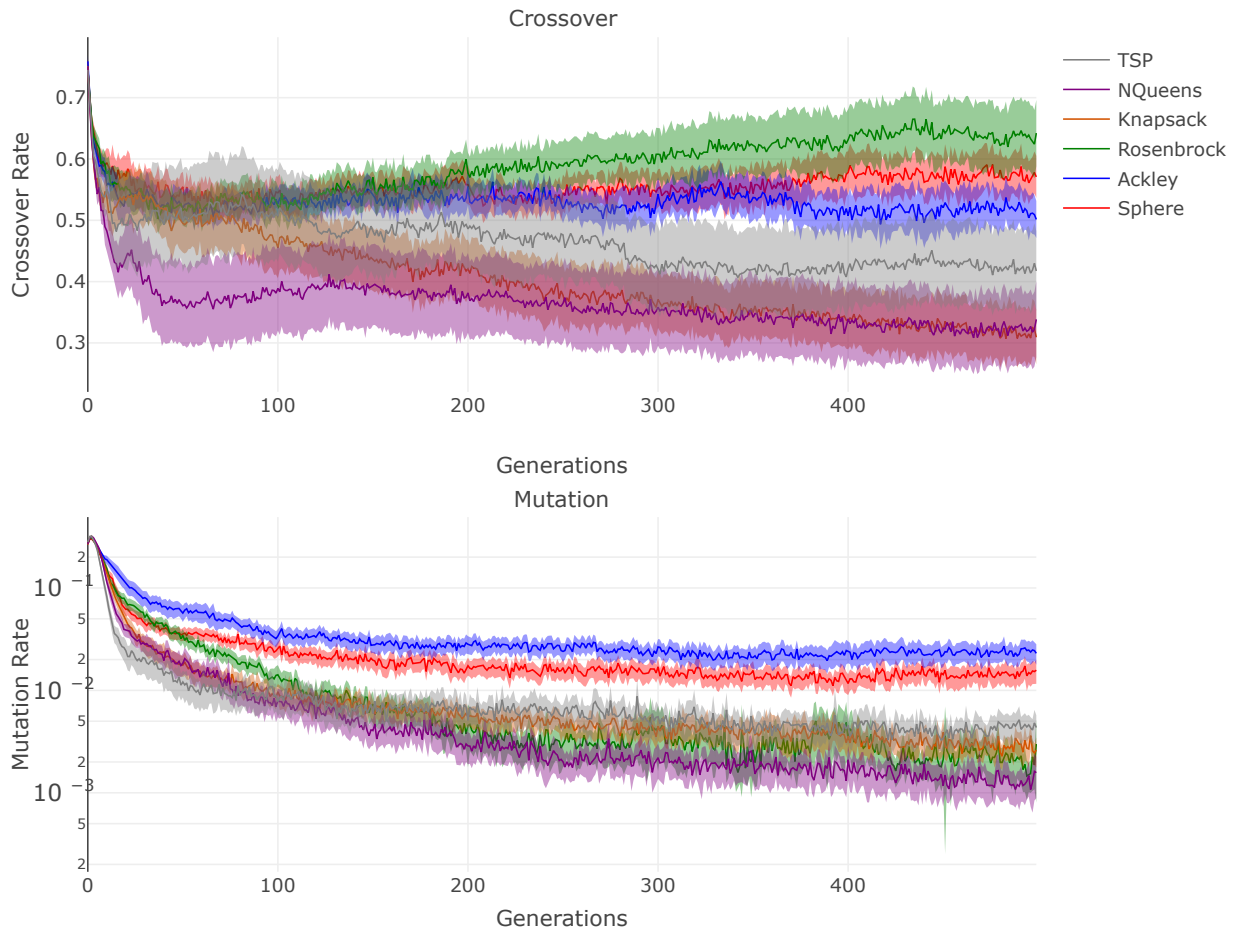 Crossover
Crossover Rate
0.7
0.6
0.5
0.4
0.3
0
100
200
300
400
Generations
TSP
NQueens
Knapsack
Rosenbrock
Ackley
Sphere
Mutation
Mutation Rate
2
10 −1
5
2
10 −2
5
2
10 −3
5
2
0
100
200
300
400
Generations